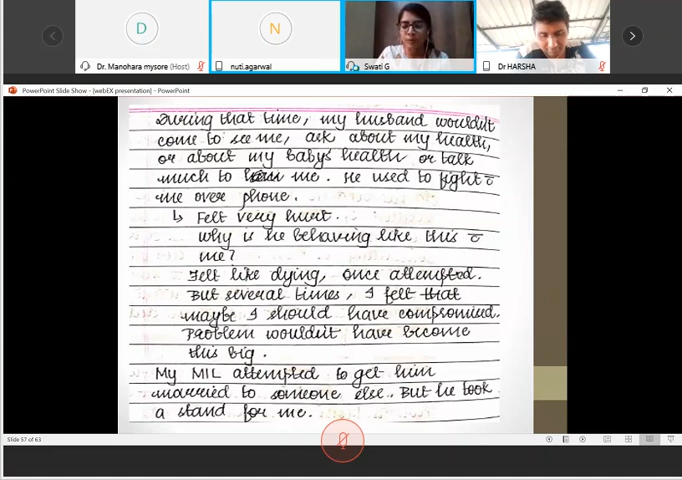 D
N
Dr. Manohara mysore (Host)
nuti.agarwal
Swati G
Dr HARSHA
PowerPoint Slide Show - [webEX presentation] - PowerPoint
During that time, my husband wouldn't
come to see me, ask about my health,
or about my babys health or talk
much to me. He used to fight c̄
me over phone.
↳ Felt very hurt.
why is he behaving like this c̄
me?
Felt like dying, once attempted.
But several times, I felt that
maybe I should have compromised.
Problem wouldn't have become
this big.
My MIL attempted to get him
married to someone else. But he took
a stand for me.
Slide 57 of 63